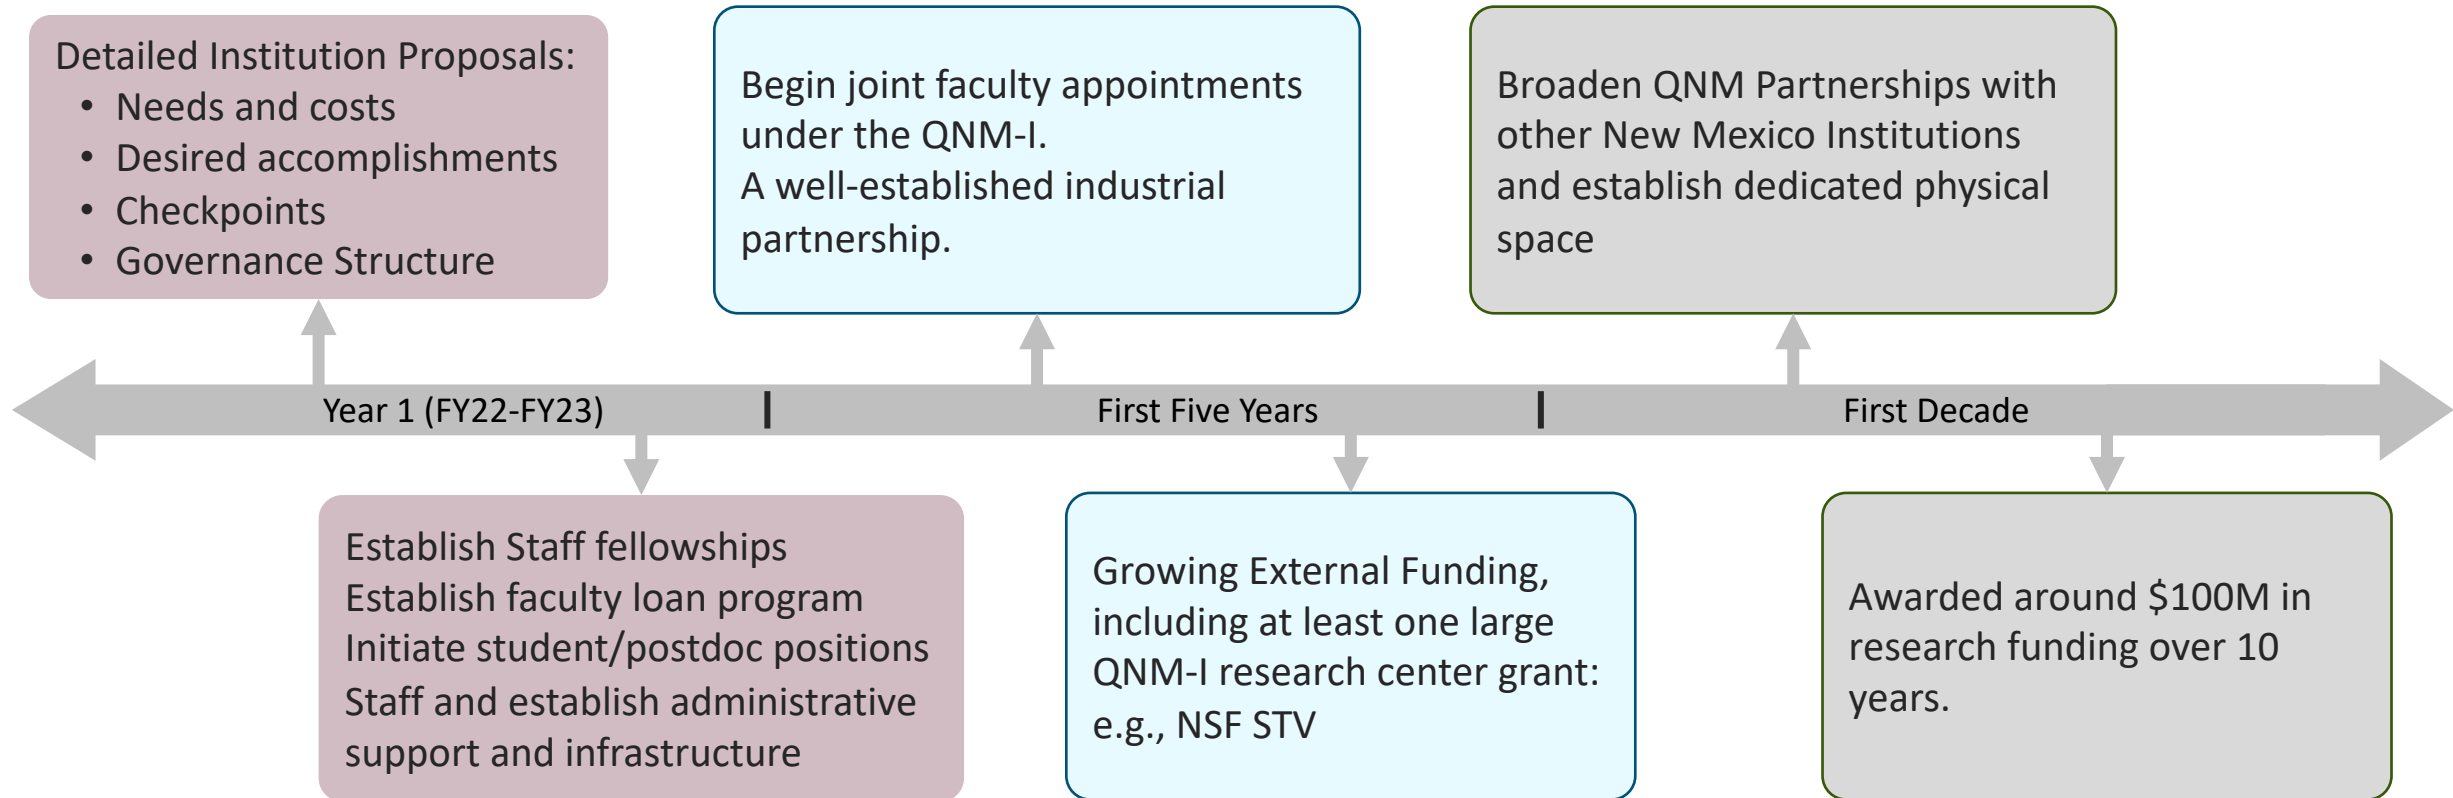 Detailed Institution Proposals:
• Needs and costs
• Desired accomplishments
• Checkpoints
• Governance Structure
Begin joint faculty appointments
under the QNM-I.
A well-established industrial
partnership.
Broaden QNM Partnerships with
other New Mexico Institutions
and establish dedicated physical
space
Year 1 (FY22-FY23)
First Five Years
First Decade
Establish Staff fellowships
Establish faculty loan program
Initiate student/postdoc positions
Staff and establish administrative
support and infrastructure
Growing External Funding,
including at least one large
QNM-I research center grant:
e.g., NSF STV
Awarded around $100M in
research funding over 10
years.